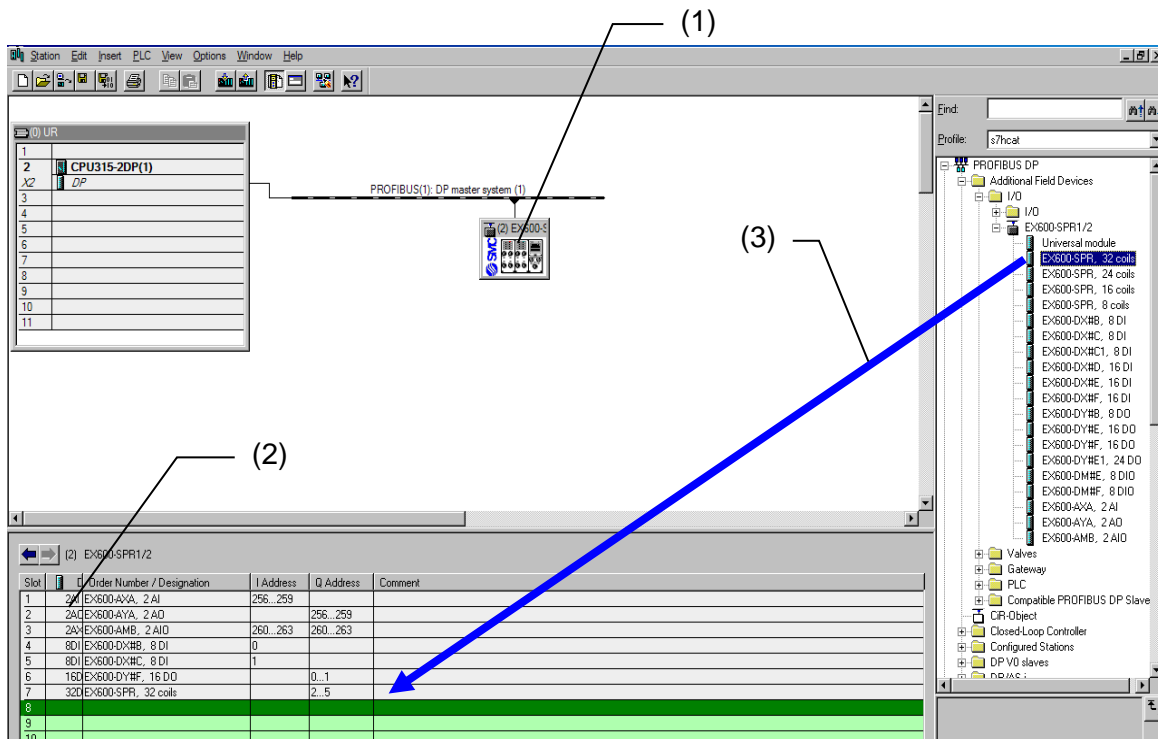 (1)
Station Edit Insert PLC View Options Window Help
Find:
Profile: s7hcat
(0) UR
1
2 CPU315-2DP(1)
X2 DP
3
4
5
6
7
8
9
10
11
PROFIBUS(1): DP master system (1)
(2) EX600-S
SMC
(3)
(2)
PROFIBUS DP
Additional Field Devices
I/O
I/O
EX600-SPR1/2
Universal module
EX600-SPR, 32 coils
EX600-SPR, 24 coils
EX600-SPR, 16 coils
EX600-SPR, 8 coils
EX600-DX#B, 8 DI
EX600-DX#C, 8 DI
EX600-DX#C1, 8 DI
EX600-DX#D, 16 DI
EX600-DX#E, 16 DI
EX600-DX#F, 16 DI
EX600-DY#B, 8 DO
EX600-DY#E, 16 DO
EX600-DY#F, 16 DO
EX600-DY#E1, 24 DO
EX600-DM#E, 8 DIO
EX600-DM#F, 8 DIO
EX600-AXA, 2 AI
EX600-AYA, 2 AO
EX600-AMB, 2 AIO
Valves
Gateway
PLC
Compatible PROFIBUS DP Slave
CiR-Object
Closed-Loop Controller
Configured Stations
DP V0 slaves
DP/AS-i
(2) EX600-SPR1/2
Slot D Order Number / Designation I Address Q Address Comment
1 2AI EX600-AXA, 2 AI 256...259
2 2AO EX600-AYA, 2 AO 256...259
3 2AX EX600-AMB, 2 AIO 260...263 260...263
4 8DI EX600-DX#B, 8 DI 0
5 8DI EX600-DX#C, 8 DI 1
6 16D EX600-DY#F, 16 DO 0...1
7 32D EX600-SPR, 32 coils 2...5
8
9
10